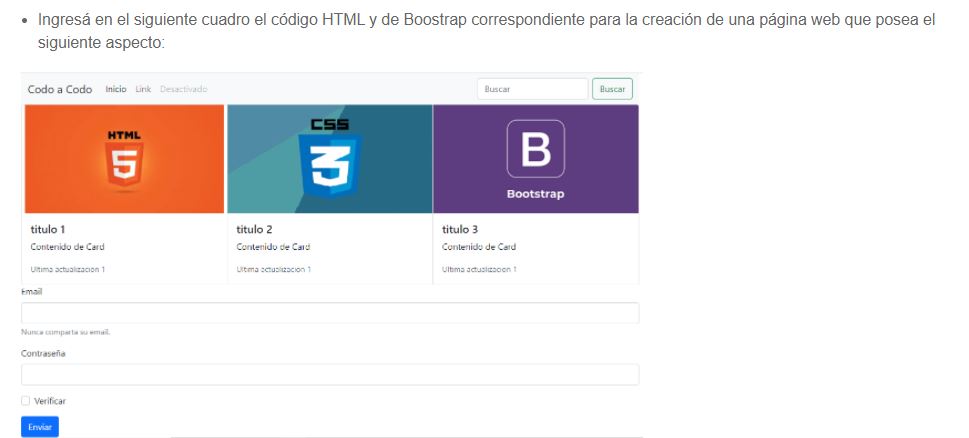 Ingresá en el siguiente cuadro el código HTML y de Boostrap correspondiente para la creación de una página web que posea el
siguiente aspecto:
Codo a Codo Inicio Link Desactivado Buscar Buscar
HTML CSS B
5 3 Bootstrap
titulo 1 titulo 2 titulo 3
Contenido de Card Contenido de Card Contenido de Card
Ultima actualizacion 1 Ultima actualizacion 1 Ultima actualizacion 1
Email
Nunca comparta su email.
Contraseña
Verificar
Enviar